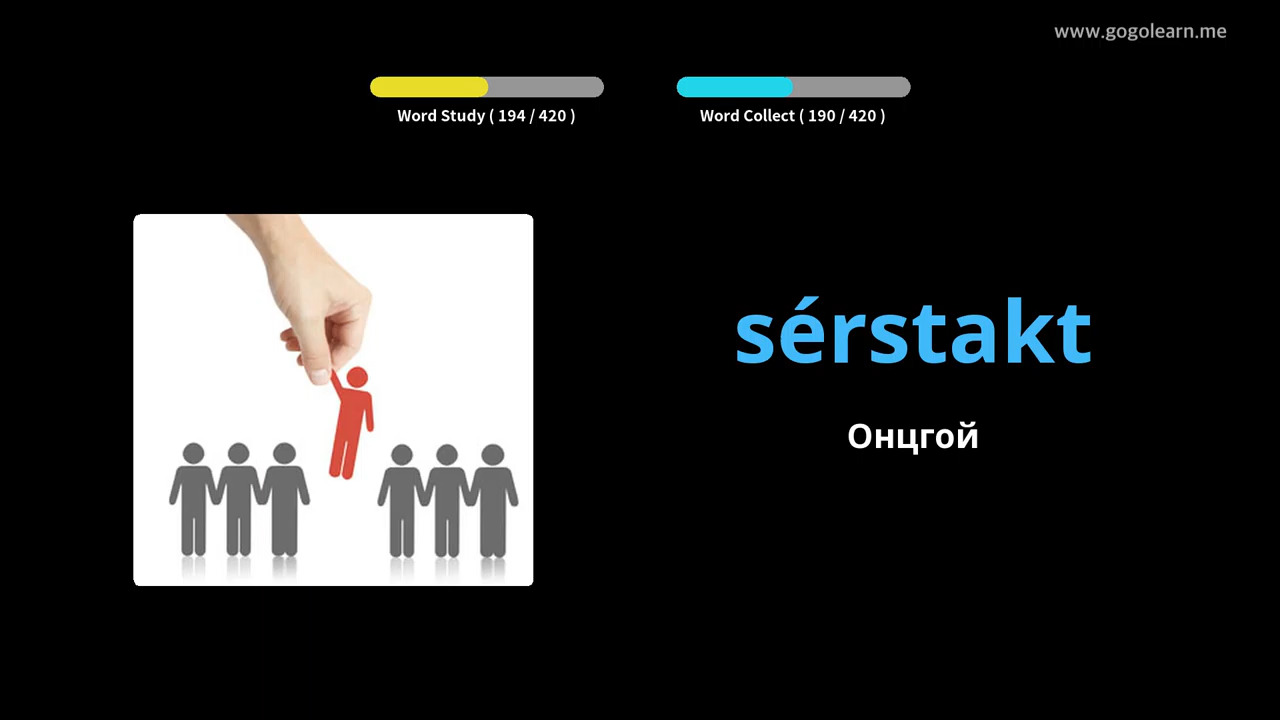 www.gogolearn.me
Word Study ( 194 / 420 )
Word Collect ( 190 / 420 )
sérstakt
Онцгой